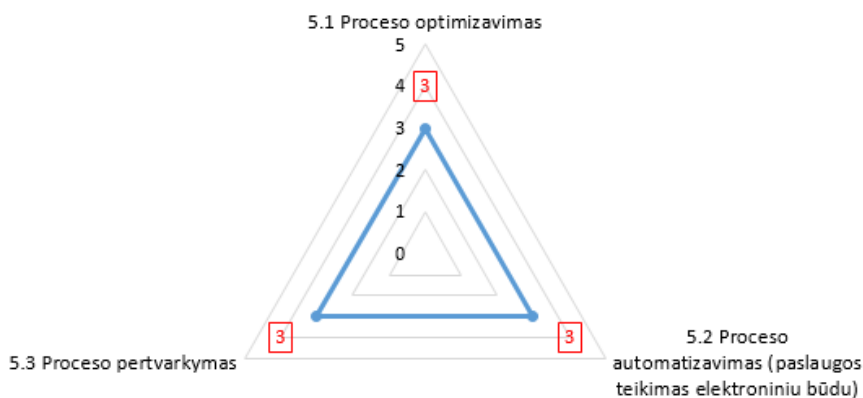 5.1 Proceso optimizavimas
5
4
3
3
2
1
0
3
3
5.3 Proceso pertvarkymas
5.2 Proceso
automatizavimas (paslaugos
teikimas elektroniniu būdu)